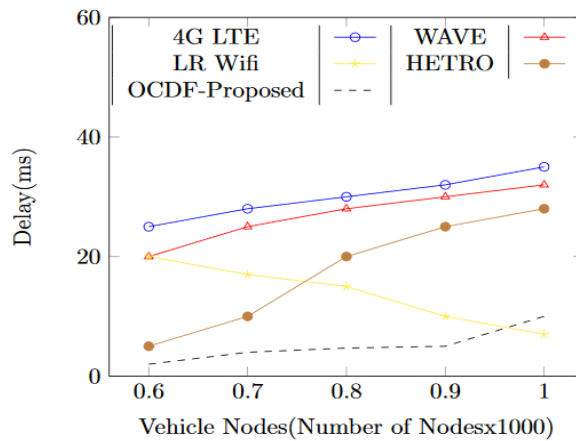 60
40
20
0
Delay(ms)
4G LTE WAVE
LR Wifi HETRO
OCDF-Proposed
0.6 0.7 0.8 0.9 1
Vehicle Nodes(Number of Nodesx1000)